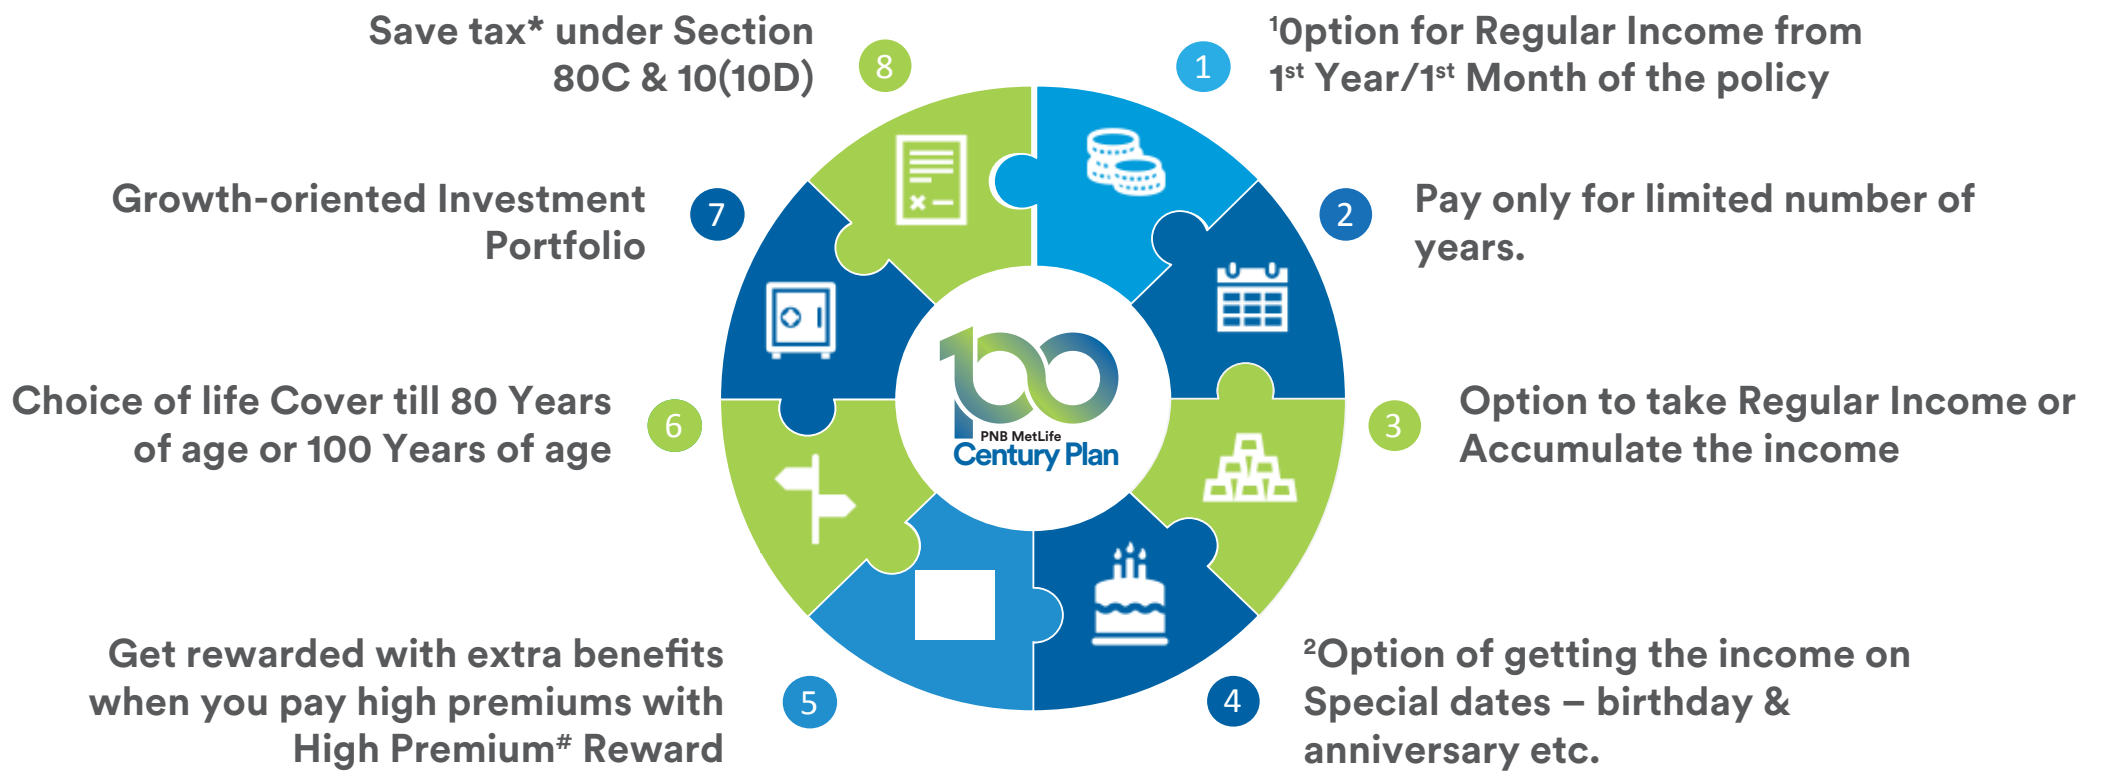 1
¹0ption for Regular Income from
1st Year/1st Month of the policy
2
Pay only for limited number of
years.
3
Option to take Regular Income or
Accumulate the income
4
²Option of getting the income on
Special dates – birthday &
anniversary etc.
5
Get rewarded with extra benefits
when you pay high premiums with
High Premium# Reward
6
Choice of life Cover till 80 Years
of age or 100 Years of age
7
Growth-oriented Investment
Portfolio
8
Save tax* under Section
80C & 10(10D)
100
PNB MetLife
Century Plan